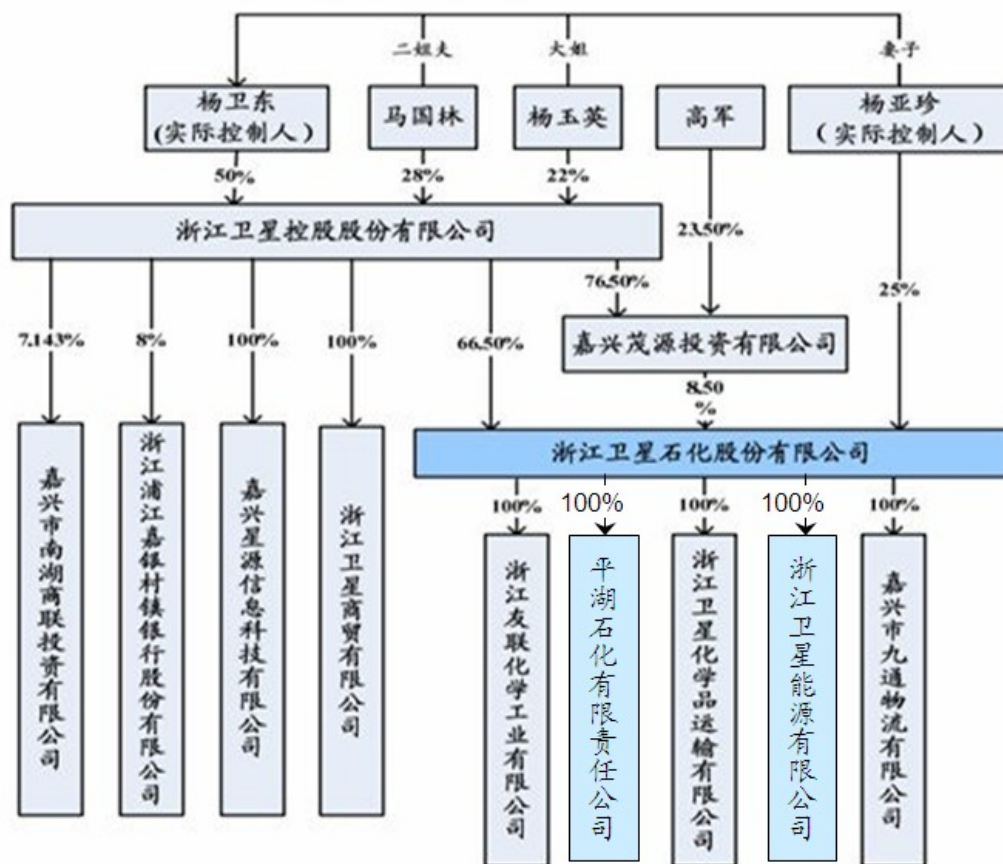 二姐夫
大姐
妻子
杨卫东
(实际控制人)
马国林
杨玉英
高军
杨亚珍
(实际控制人)
50%
28%
22%
浙江卫星控股股份有限公司
23.50%
76.50%
25%
7.143%
8%
100%
100%
66.50%
嘉兴茂源投资有限公司
8.50
%
浙江卫星石化股份有限公司
100%
100%
100%
100%
100%
嘉兴市南湖商联投资有限公司
浙江浦江嘉银村镇银行股份有限公司
嘉兴星源信息科技有限公司
浙江卫星商贸有限公司
浙江友联化学工业有限公司
平湖石化有限责任公司
浙江卫星化学品运输有限公司
浙江卫星能源有限公司
嘉兴市九通物流有限公司